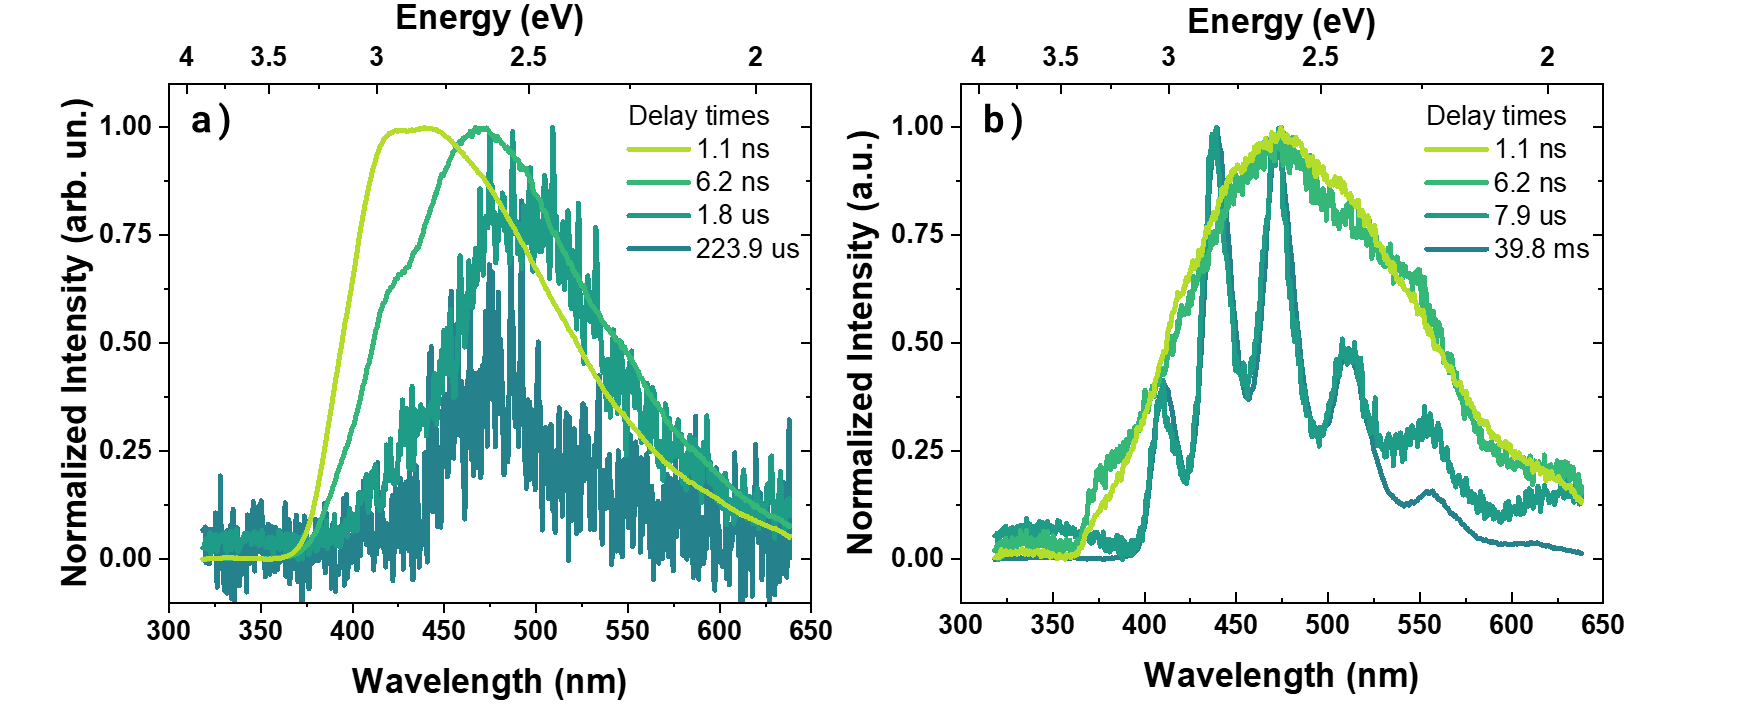 Energy (eV)
4 3.5 3 2.5 2
a)
Delay times
1.1 ns
6.2 ns
1.8 us
223.9 us
Normalized Intensity (arb. un.)
1.00
0.75
0.50
0.25
0.00
300 350 400 450 500 550 600 650
Wavelength (nm)
Energy (eV)
4 3.5 3 2.5 2
b)
Delay times
1.1 ns
6.2 ns
7.9 us
39.8 ms
Normalized Intensity (a.u.)
1.00
0.75
0.50
0.25
0.00
300 350 400 450 500 550 600 650
Wavelength (nm)